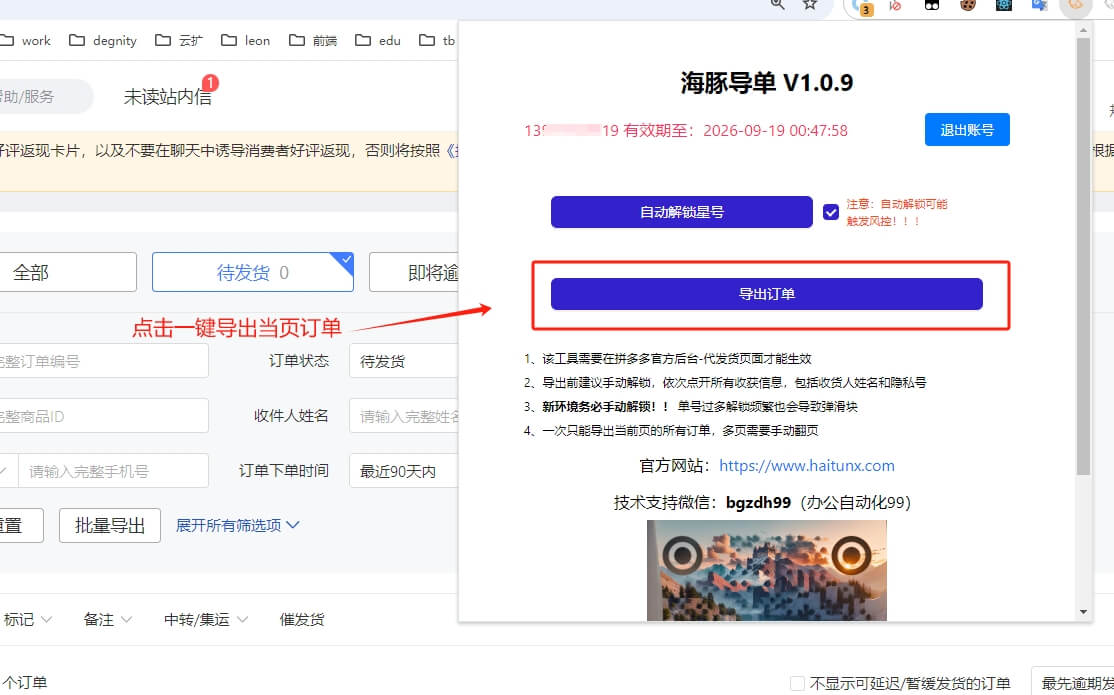 3
work
degnity
云扩
leon
前端
edu
tb
帮助/服务
未读站内信
1
好评返现卡片，以及不要在聊天中诱导消费者好评返现，否则将按照《
根据
全部
待发货 0
即将逾
点击一键导出当页订单
完整订单编号
订单状态
待发货
完整商品ID
收件人姓名
请输入完整姓名
请输入完整手机号
订单下单时间
最近90天内
重置
批量导出
展开所有筛选项
标记
备注
中转/集运
催发货
个订单
不显示可延迟/暂缓发货的订单
最先逾期发
海豚导单 V1.0.9
13
19 有效期至：2026-09-19 00:47:58
退出账号
自动解锁星号
注意：自动解锁可能
触发风控！！！
导出订单
1、该工具需要在拼多多官方后台-代发货页面才能生效
2、导出前建议手动解锁，依次点开所有收获信息，包括收货人姓名和隐私号
3、新环境务必手动解锁！！ 单号过多解锁频繁也会导致弹滑块
4、一次只能导出当前页的所有订单，多页需要手动翻页
官方网站：https://www.haitunx.com
技术支持微信：bgzdh99（办公自动化99）